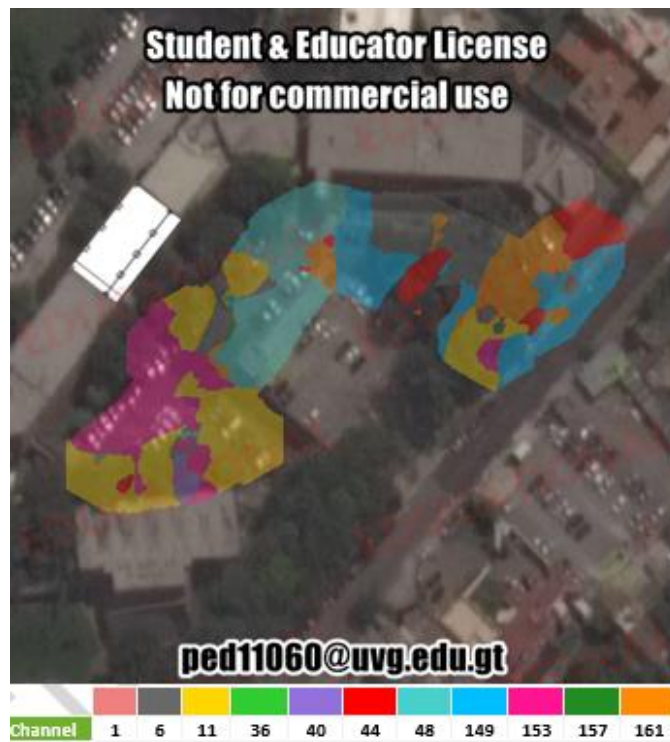 Student & Educator License
Not for commercial use
ped11060@uvg.edu.gt
Channel 1 6 11 36 40 44 48 149 153 157 161